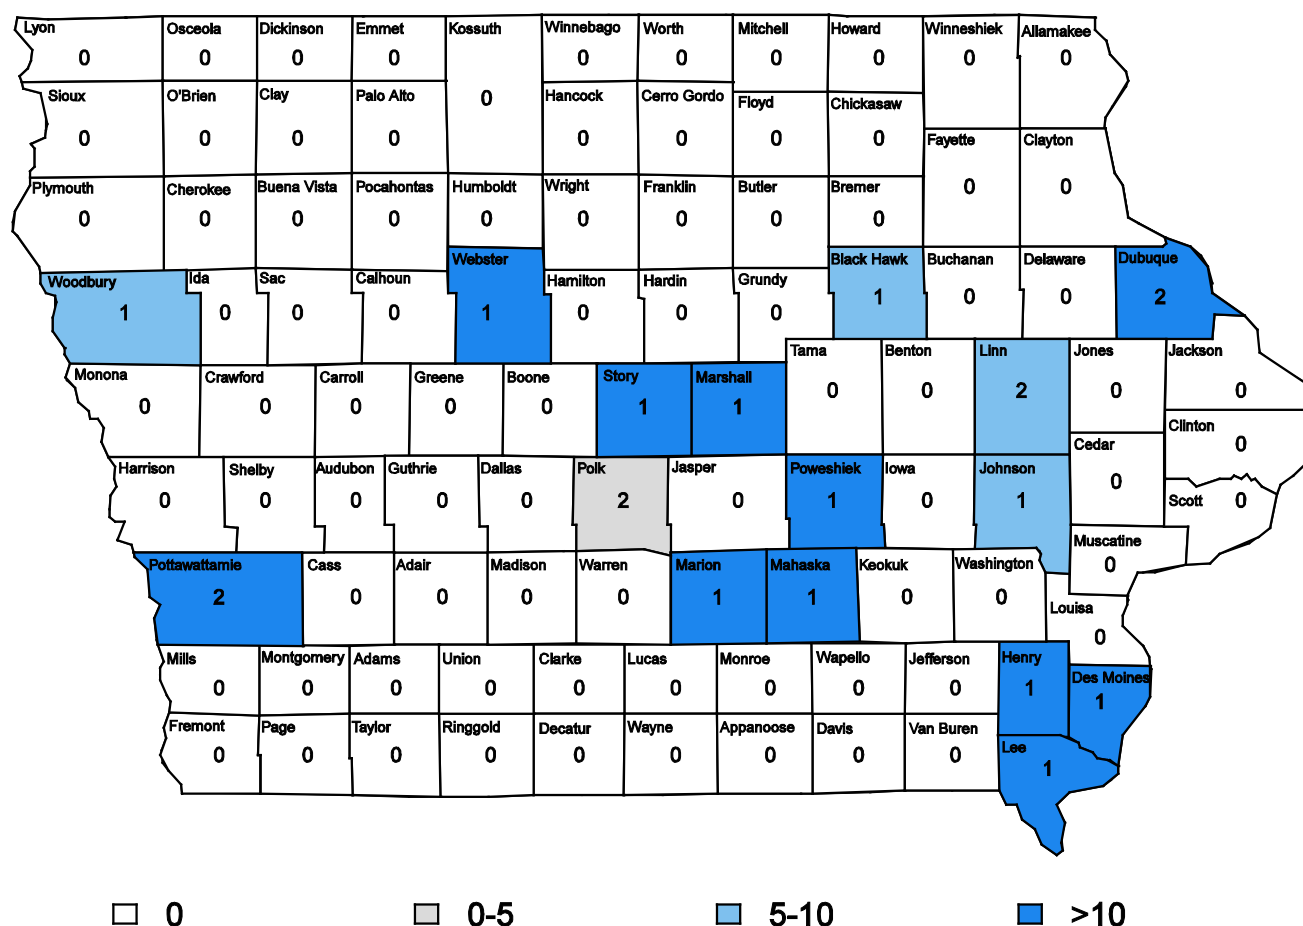 Lyon Osceola Dickinson Emmet Kossuth Winnebago Worth Mitchell Howard Winneshiek Allamakee
0 0 0 0 0 0 0 0 0 0
Sioux O'Brien Clay Palo Alto Hancock Cerro Gordo Floyd Chickasaw
0
0 0 0 0 0 0 0 0
Fayette Clayton
Plymouth Cherokee Buena Vista Pocahontas Humboldt Wright Franklin Butler Bremer
0 0
0 0 0 0 0 0 0 0 0
Woodbury Ida Sac Calhoun Webster Hamilton Hardin Grundy Black Hawk Buchanan Delaware Dubuque
1 0 0 0 1 0 0 0 1 0 0 2
Monona Crawford Carroll Greene Boone Story Marshall Tama Benton Linn Jones Jackson
0 0 0 0 0 1 1 0 0 2 0 0
Clinton
0
Harrison Shelby Audubon Guthrie Dallas Polk Jasper Poweshiek Iowa Johnson Cedar
0 0 0 0 0 2 0 1 0 1 0
Scott 0
Muscatine
0
Pottawattamie Cass Adair Madison Warren Marion Mahaska Keokuk Washington
2 0 0 0 0 1 1 0 0
Louisa
0
Mills Montgomery Adams Union Clarke Lucas Monroe Wapello Jefferson Henry Des Moines
0 0 0 0 0 0 0 0 0 1 1
Fremont Page Taylor Ringgold Decatur Wayne Appanoose Davis Van Buren Lee
0 0 0 0 0 0 0 0 0 1
0 0-5 5-10 >10